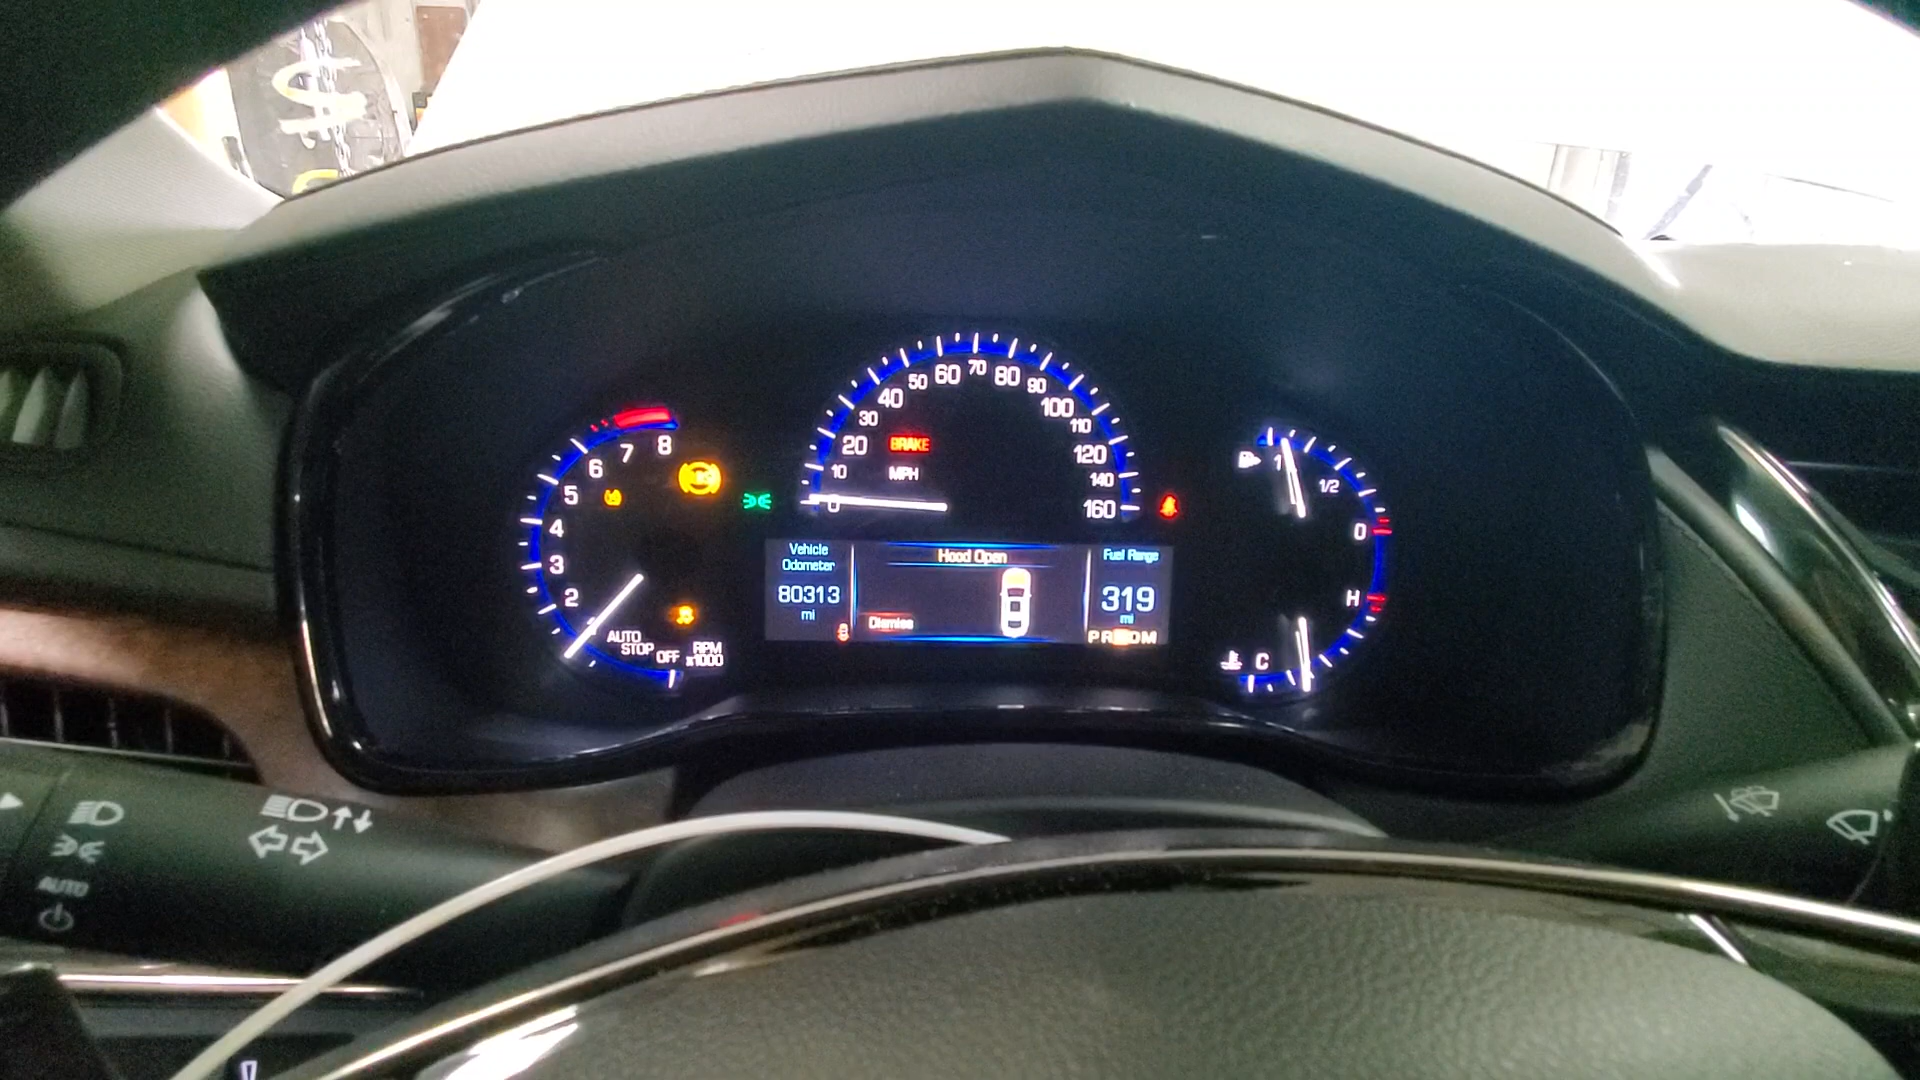 $
70
60 80
50 90
40 100
30 110
20 BRAKE 120
10 MPH 140
0 160
8
7
6
5
4
3
2
AUTO
STOP OFF RPM
x1000
1
1/2
0
H
C
Vehicle
Odometer
80313
mi
Hood Open
Dismiss
Fuel Range
319
mi
PRNDM
AUTO